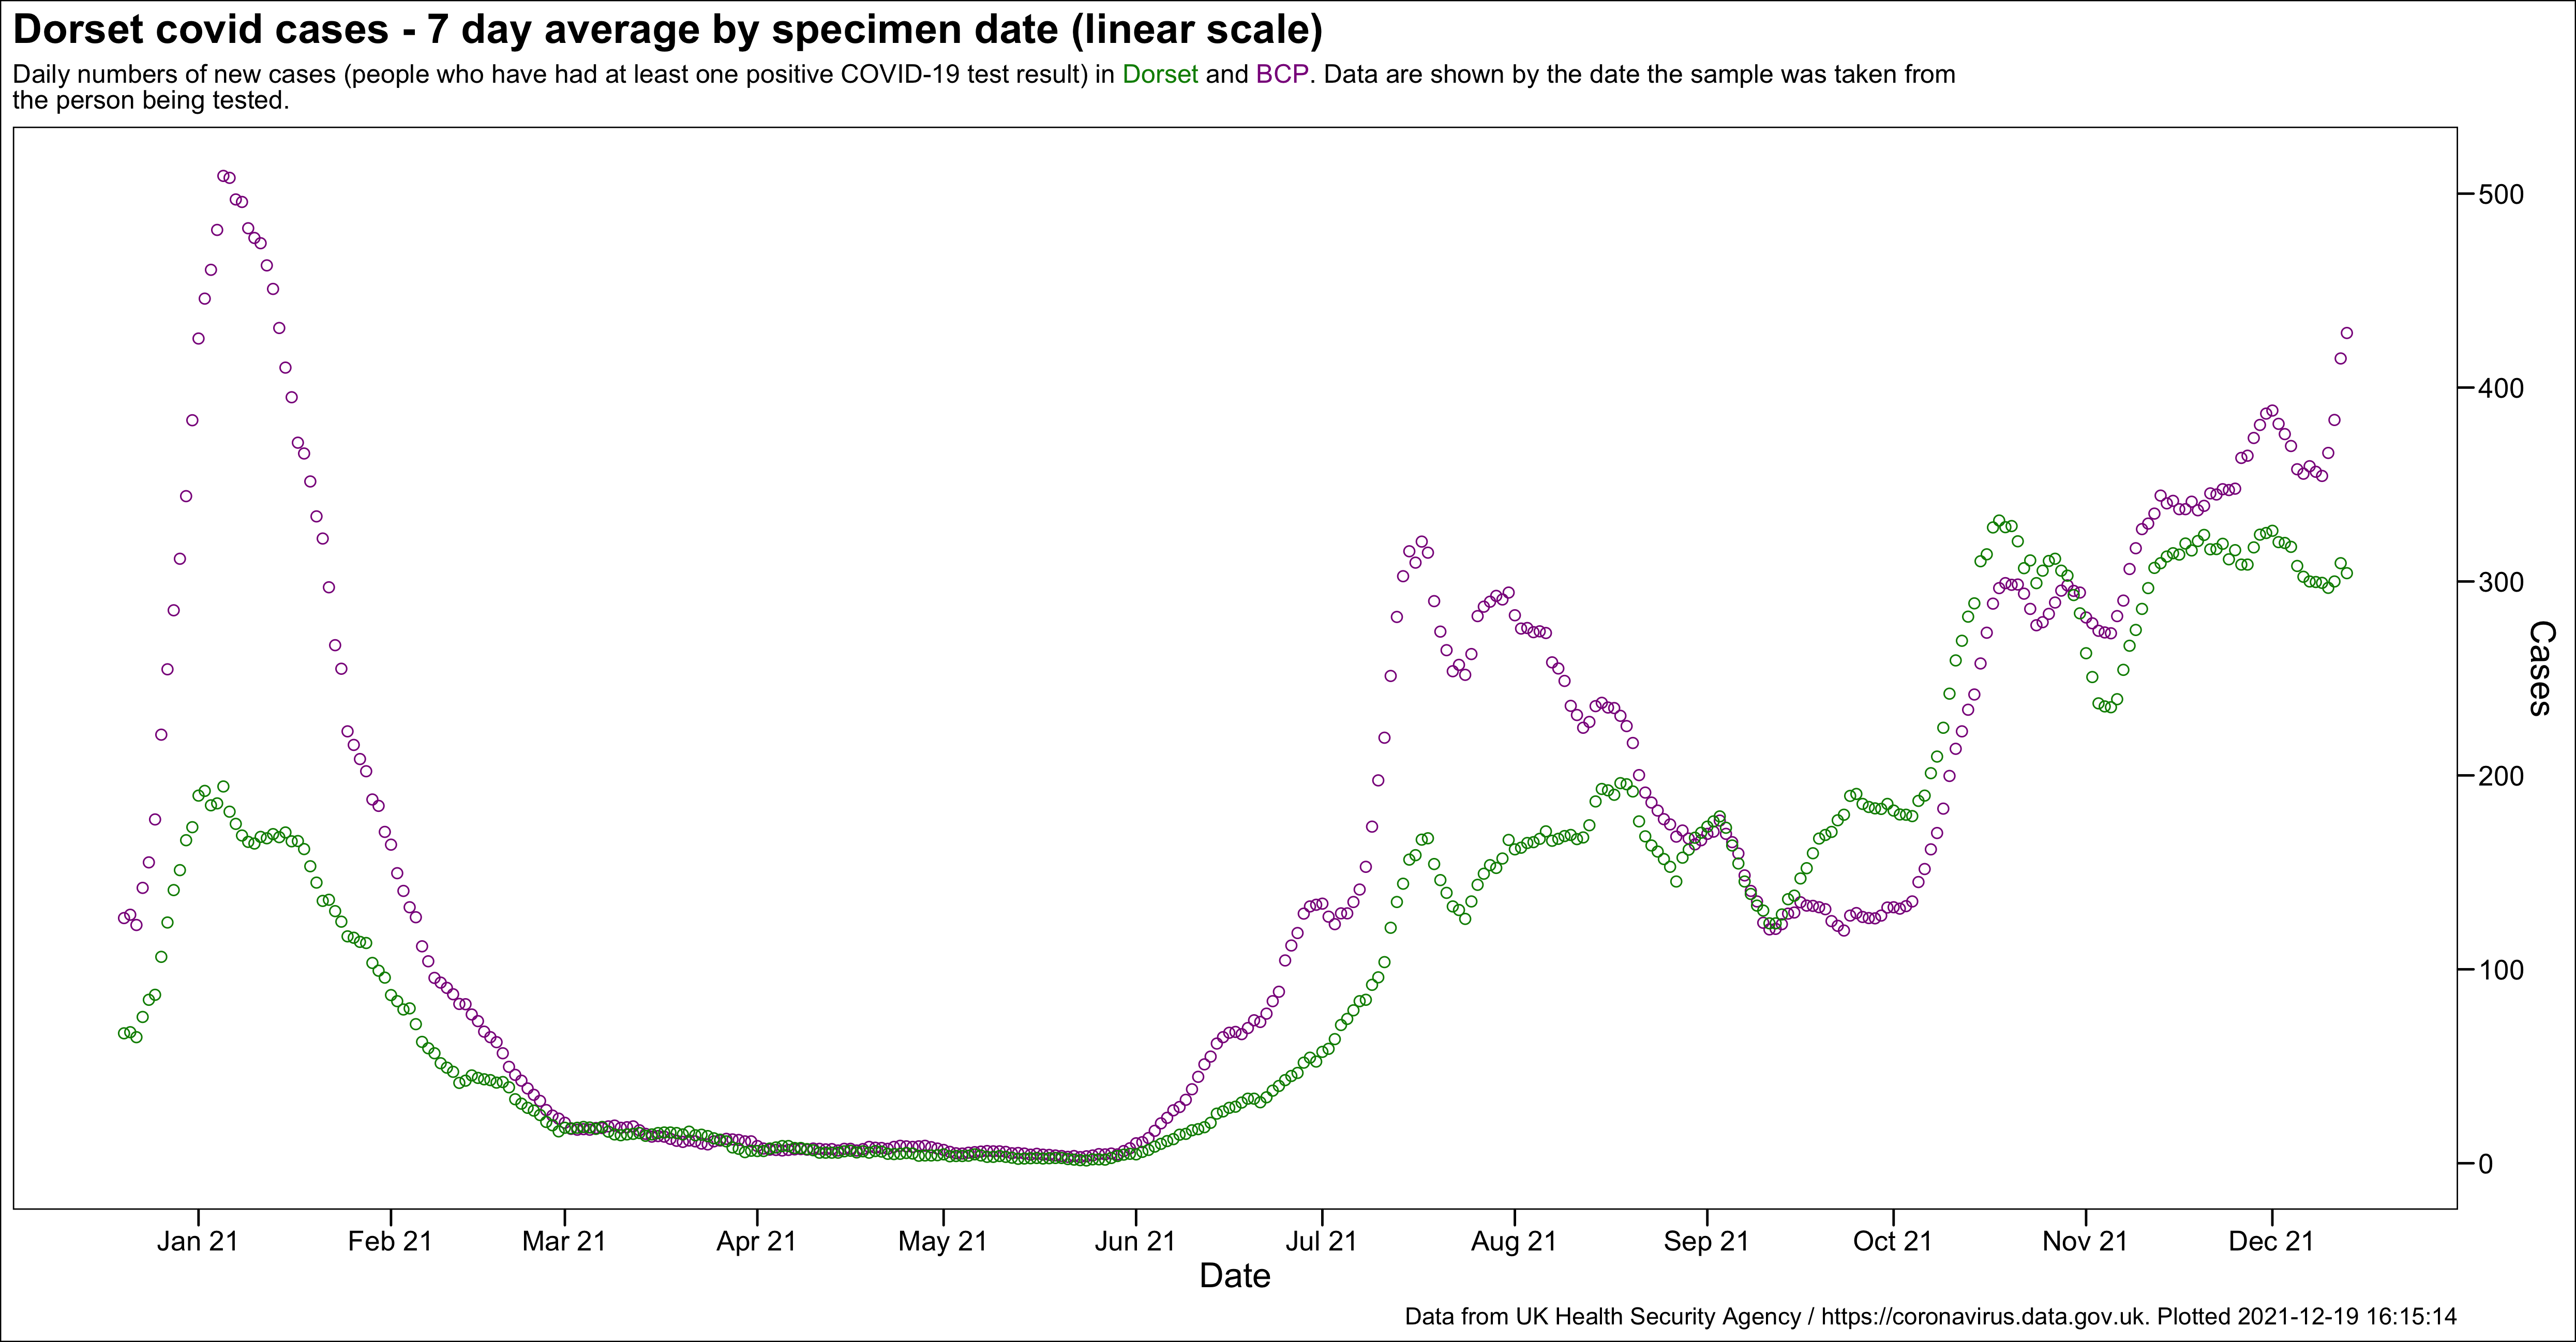 Dorset covid cases - 7 day average by specimen date (linear scale)
Daily numbers of new cases (people who have had at least one positive COVID-19 test result) in Dorset and BCP. Data are shown by the date the sample was taken from
the person being tested.
500
400
300
200
100
0
Cases
Jan 21 Feb 21 Mar 21 Apr 21 May 21 Jun 21 Jul 21 Aug 21 Sep 21 Oct 21 Nov 21 Dec 21
Date
Data from UK Health Security Agency / https://coronavirus.data.gov.uk. Plotted 2021-12-19 16:15:14